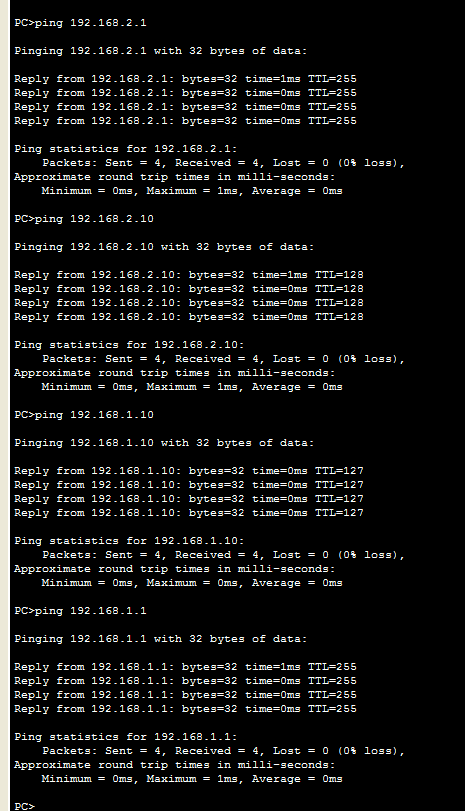 PC>ping 192.168.2.1
Pinging 192.168.2.1 with 32 bytes of data:
Reply from 192.168.2.1: bytes=32 time=1ms TTL=255
Reply from 192.168.2.1: bytes=32 time=0ms TTL=255
Reply from 192.168.2.1: bytes=32 time=0ms TTL=255
Reply from 192.168.2.1: bytes=32 time=0ms TTL=255
Ping statistics for 192.168.2.1:
Packets: Sent = 4, Received = 4, Lost = 0 (0% loss),
Approximate round trip times in milli-seconds:
Minimum = 0ms, Maximum = 1ms, Average = 0ms
PC>ping 192.168.2.10
Pinging 192.168.2.10 with 32 bytes of data:
Reply from 192.168.2.10: bytes=32 time=1ms TTL=128
Reply from 192.168.2.10: bytes=32 time=0ms TTL=128
Reply from 192.168.2.10: bytes=32 time=0ms TTL=128
Reply from 192.168.2.10: bytes=32 time=0ms TTL=128
Ping statistics for 192.168.2.10:
Packets: Sent = 4, Received = 4, Lost = 0 (0% loss),
Approximate round trip times in milli-seconds:
Minimum = 0ms, Maximum = 1ms, Average = 0ms
PC>ping 192.168.1.10
Pinging 192.168.1.10 with 32 bytes of data:
Reply from 192.168.1.10: bytes=32 time=0ms TTL=127
Reply from 192.168.1.10: bytes=32 time=0ms TTL=127
Reply from 192.168.1.10: bytes=32 time=0ms TTL=127
Reply from 192.168.1.10: bytes=32 time=0ms TTL=127
Ping statistics for 192.168.1.10:
Packets: Sent = 4, Received = 4, Lost = 0 (0% loss),
Approximate round trip times in milli-seconds:
Minimum = 0ms, Maximum = 0ms, Average = 0ms
PC>ping 192.168.1.1
Pinging 192.168.1.1 with 32 bytes of data:
Reply from 192.168.1.1: bytes=32 time=1ms TTL=255
Reply from 192.168.1.1: bytes=32 time=0ms TTL=255
Reply from 192.168.1.1: bytes=32 time=0ms TTL=255
Reply from 192.168.1.1: bytes=32 time=0ms TTL=255
Ping statistics for 192.168.1.1:
Packets: Sent = 4, Received = 4, Lost = 0 (0% loss),
Approximate round trip times in milli-seconds:
Minimum = 0ms, Maximum = 1ms, Average = 0ms
PC>